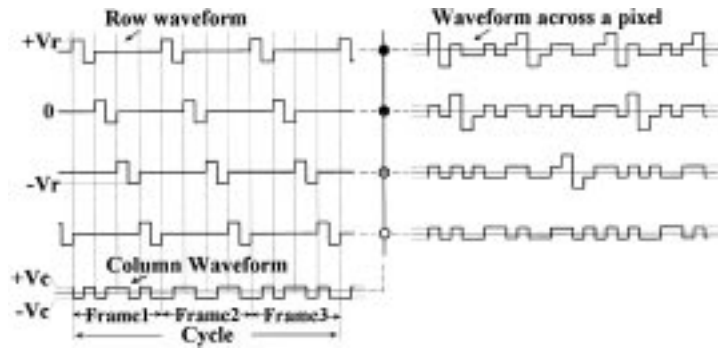 Row waveform
Waveform across a pixel
+Vr
0
-Vr
Column Waveform
+Vc
-Vc
Frame1
Frame2
Frame3
Cycle